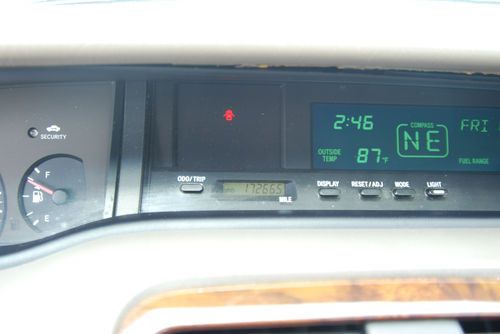 2:46
COMPASS
FRI
NE
OUTSIDE
TEMP
87°F
FUEL RANGE
SECURITY
F
E
ODO/TRIP
172665
MILE
DISPLAY
RESET/ADJ
MODE
LIGHT